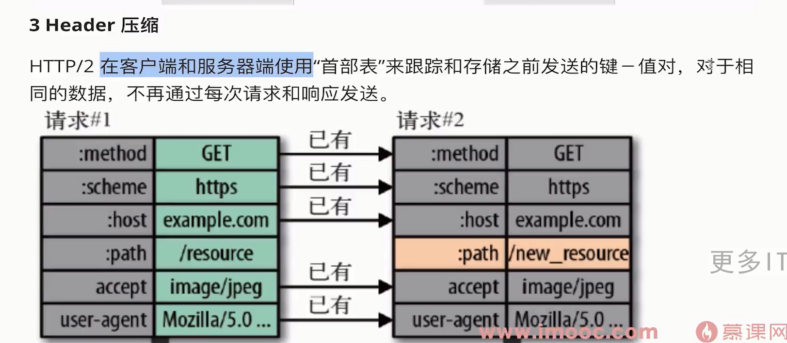 3 Header 压缩
HTTP/2 在客户端和服务器端使用“首部表”来跟踪和存储之前发送的键－值对，对于相
同的数据，不再通过每次请求和响应发送。
请求#1
请求#2
:method GET 已有 :method GET
:scheme https 已有 :scheme https
:host example.com 已有 :host example.com
:path /resource :path /new_resource
accept image/jpeg 已有 accept image/jpeg
user-agent Mozilla/5.0 ... 已有 user-agent Mozilla/5.0 ...
更多IT
www.imooc.com
慕课网